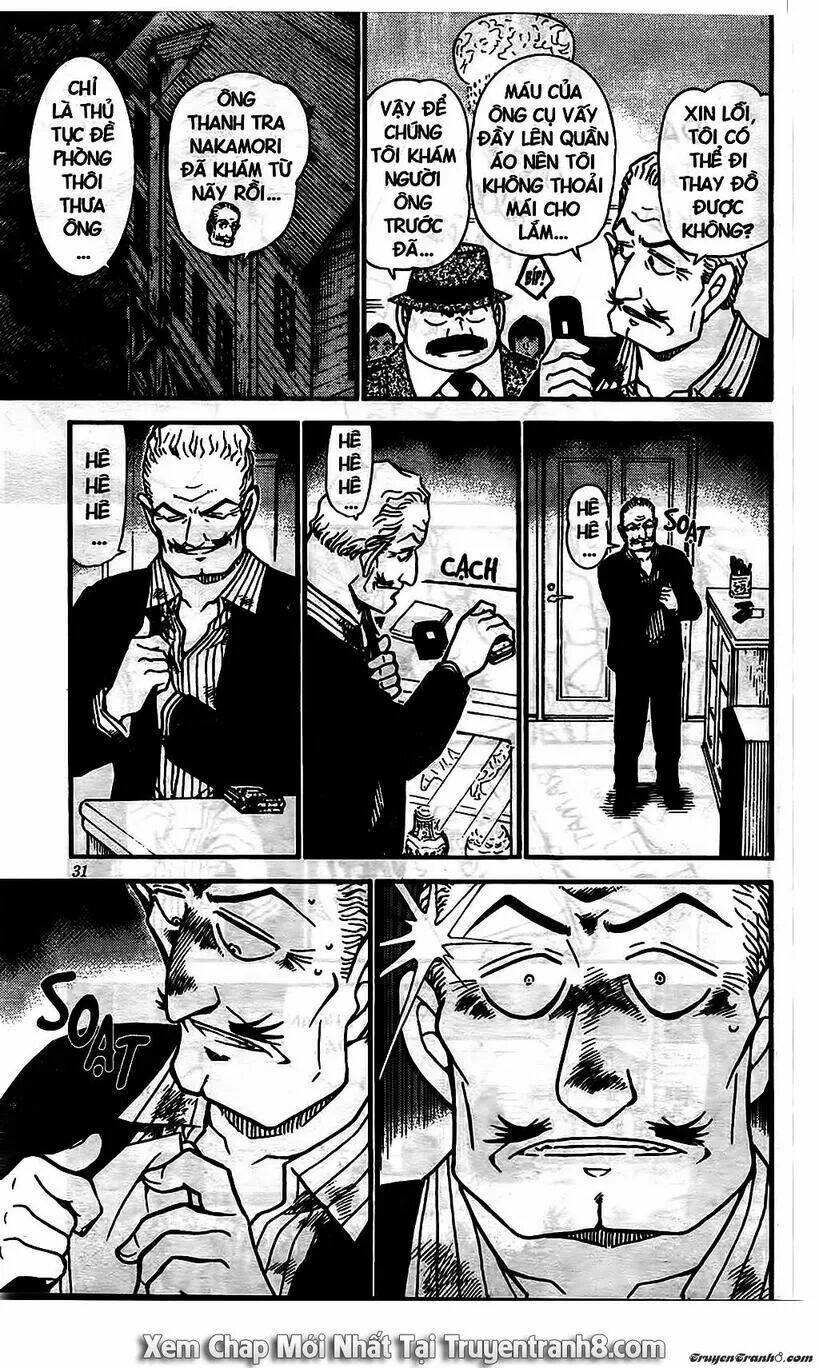 XIN LỖI,
TÔI CÓ
THỂ ĐI
THAY ĐỒ
ĐƯỢC
KHÔNG?
MÁU CỦA
ÔNG CỤ VẤY
ĐẦY LÊN QUẦN
ÁO NÊN TÔI
KHÔNG THOẢI
MÁI CHO
LẮM...
VẬY ĐỂ
CHÚNG
TÔI KHÁM
NGƯỜI
ÔNG
TRƯỚC
ĐÃ...
BÍP!
ÔNG
THANH TRA
NAKAMORI
ĐÃ KHÁM TỪ
NÃY RỒI...
CHỈ
LÀ THỦ
TỤC ĐỀ
PHÒNG
THÔI
THƯA
ÔNG
...
HÊ
HÊ
...
SOẠT
HÊ
HÊ
HÊ
...
CẠCH
HÊ
HÊ
HÊ
...
31
SOẠT
Xem Chap Mới Nhất Tại Truyentranh8.com
TruyenTranh8.com